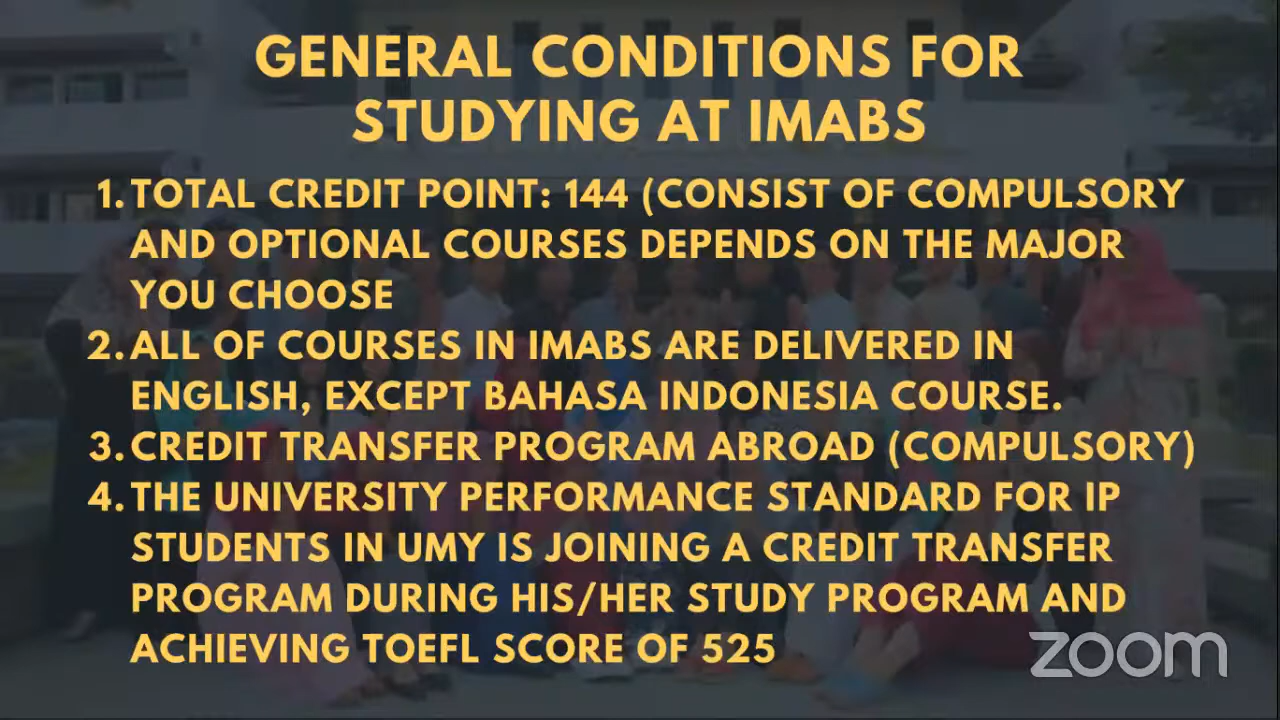 GENERAL CONDITIONS FOR
STUDYING AT IMABS
1. TOTAL CREDIT POINT: 144 (CONSIST OF COMPULSORY
AND OPTIONAL COURSES DEPENDS ON THE MAJOR
YOU CHOOSE
2. ALL OF COURSES IN IMABS ARE DELIVERED IN
ENGLISH, EXCEPT BAHASA INDONESIA COURSE.
3. CREDIT TRANSFER PROGRAM ABROAD (COMPULSORY)
4. THE UNIVERSITY PERFORMANCE STANDARD FOR IP
STUDENTS IN UMY IS JOINING A CREDIT TRANSFER
PROGRAM DURING HIS/HER STUDY PROGRAM AND
ACHIEVING TOEFL SCORE OF 525
zoom